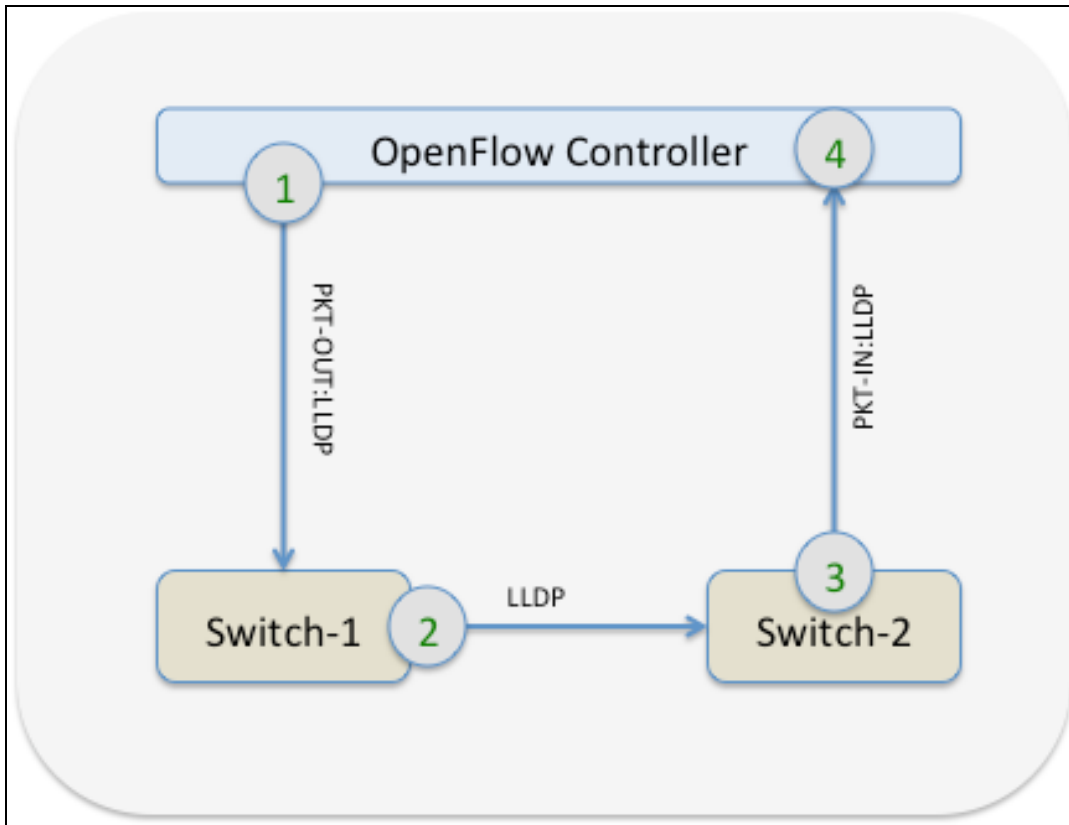 OpenFlow Controller
1
4
PKT-OUT:LLDP
PKT-IN:LLDP
Switch-1
2
LLDP
3
Switch-2